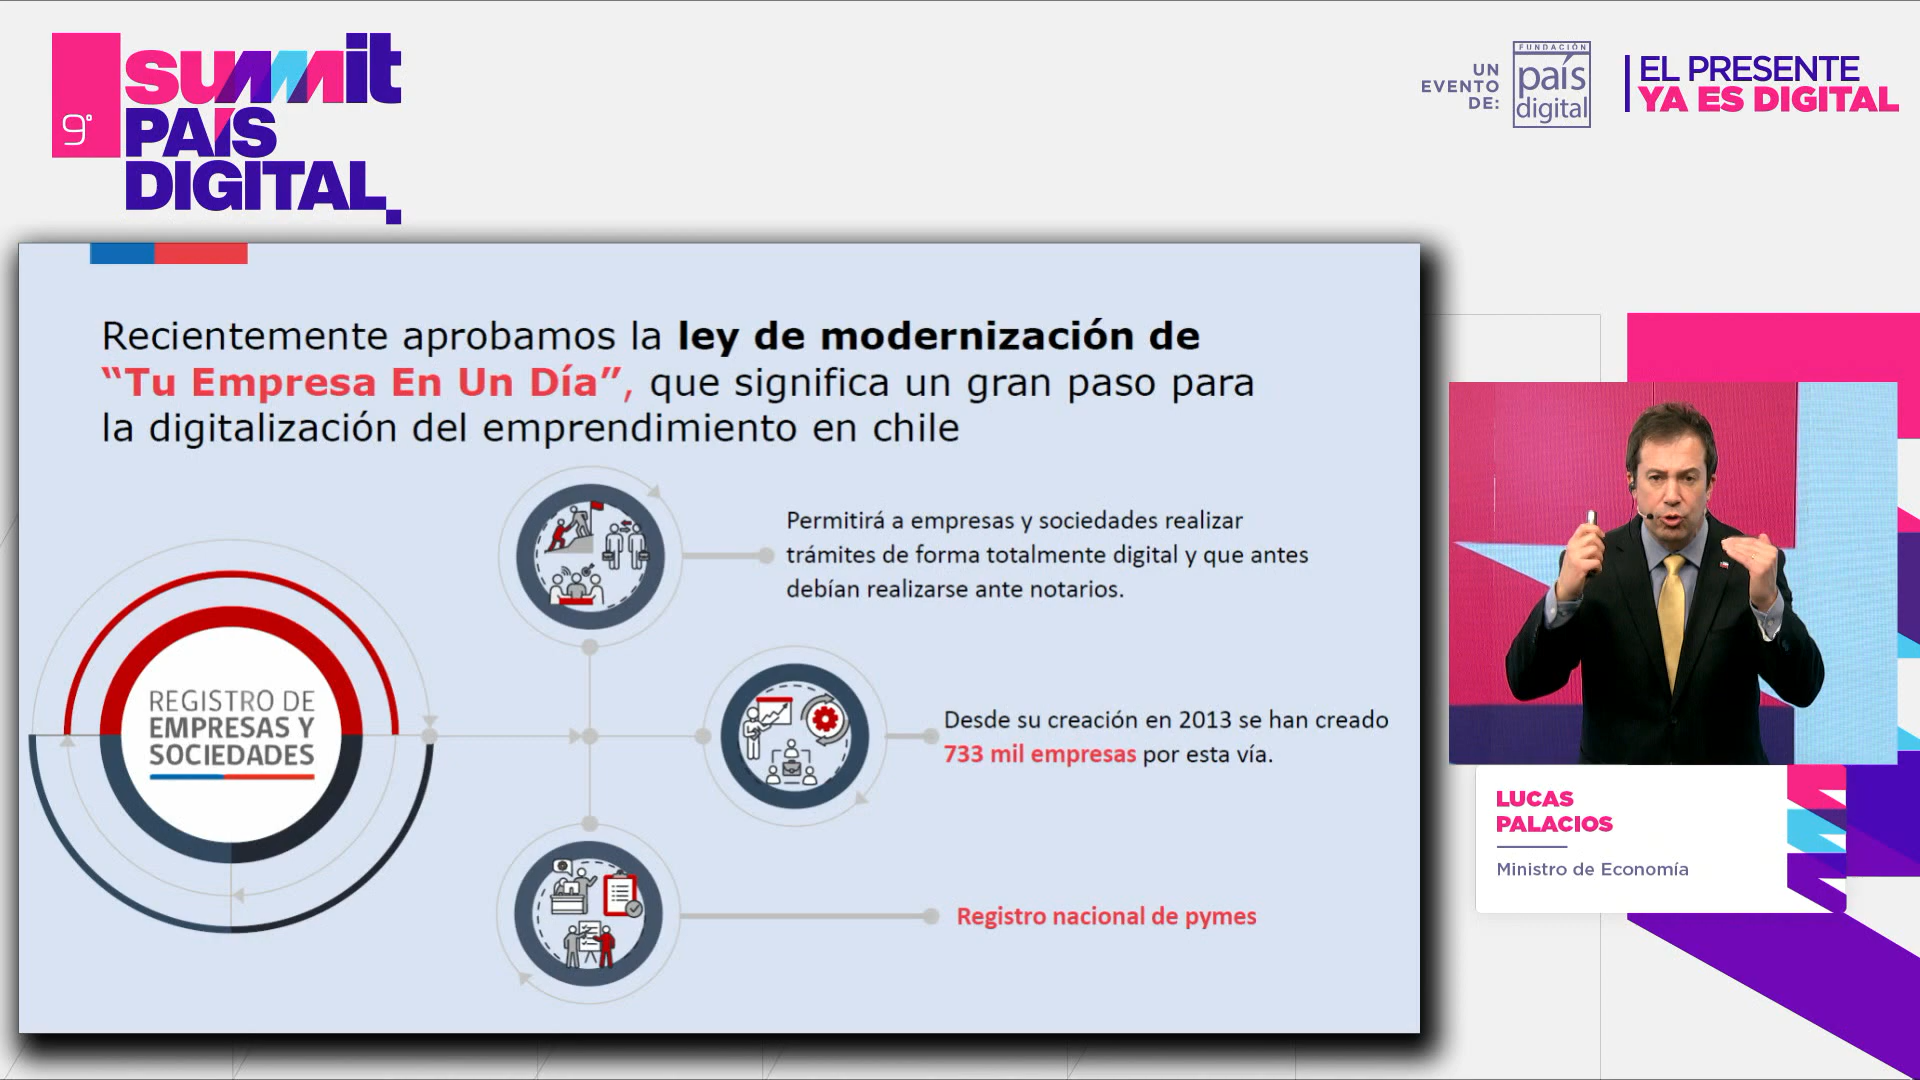 9°
summit
PAÍS
DIGITAL
UN
EVENTO
DE:
FUNDACIÓN
país
digital
EL PRESENTE
YA ES DIGITAL
Recientemente aprobamos la ley de modernización de
“Tu Empresa En Un Día”, que significa un gran paso para
la digitalización del emprendimiento en chile
Permitirá a empresas y sociedades realizar
trámites de forma totalmente digital y que antes
debían realizarse ante notarios.
REGISTRO DE
EMPRESAS Y
SOCIEDADES
Desde su creación en 2013 se han creado
733 mil empresas por esta vía.
Registro nacional de pymes
LUCAS
PALACIOS
Ministro de Economía